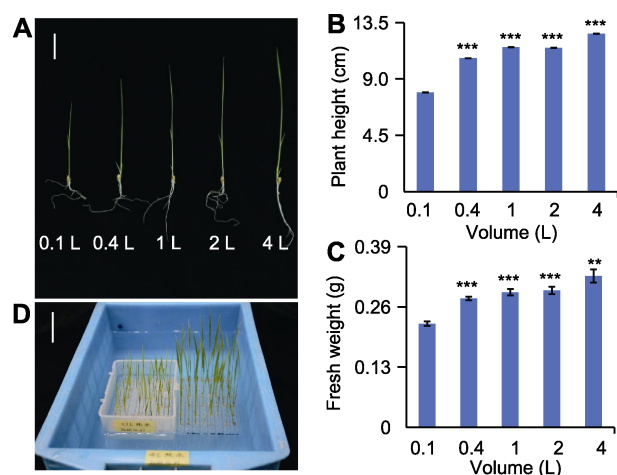 A
0.1 L 0.4 L 1 L 2 L 4 L
B
Plant height (cm)
13.5
9.0
4.5
0
*** *** *** ***
0.1 0.4 1 2 4
Volume (L)
C
Fresh weight (g)
0.39
0.26
0.13
0
*** *** *** **
0.1 0.4 1 2 4
Volume (L)
D